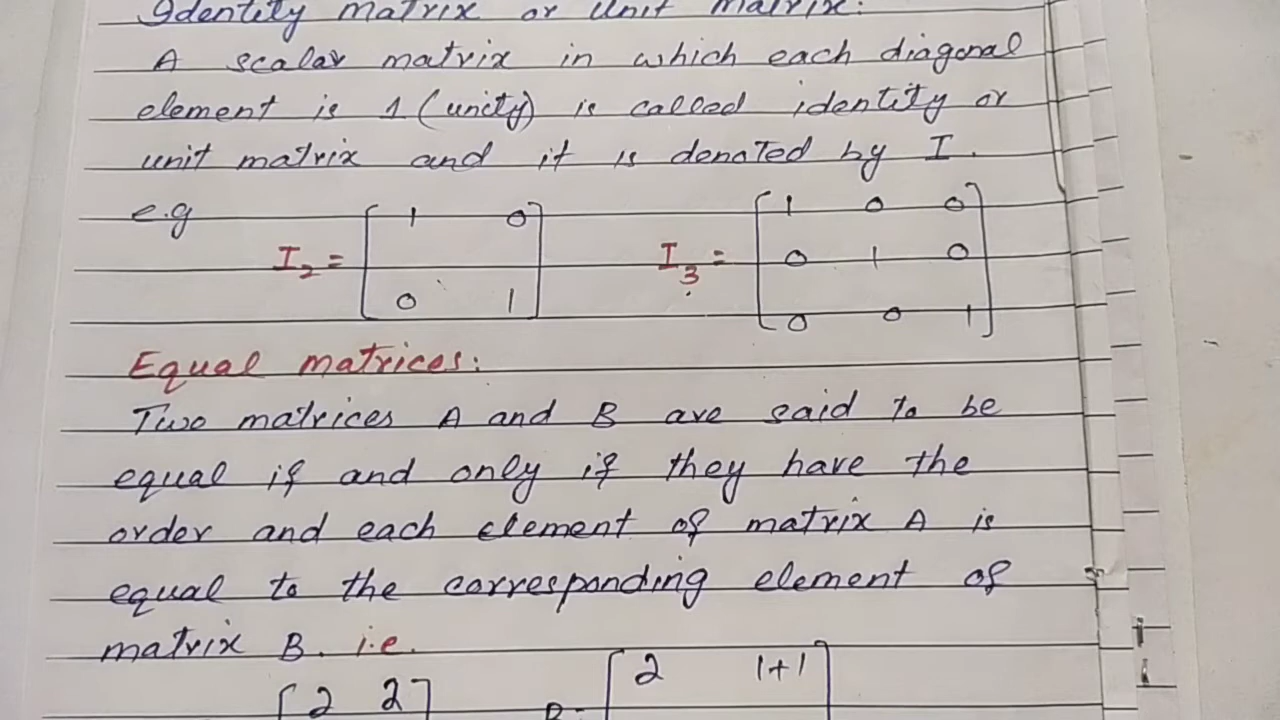 Identity matrix or unit matrix:
A scalar matrix in which each diagonal
element is 1 (unity) is called identity or
unit matrix and it is denoted by I.
e.g
I₂ = [ 1 0
0 1 ]
I₃ = [ 1 0 0
0 1 0
0 0 1 ]
Equal matrices:
Two matrices A and B are said to be
equal if and only if they have the
order and each element of matrix A is
equal to the corresponding element of
matrix B. i.e.
[ 2 2 ] B = [ 2 1+1 ]